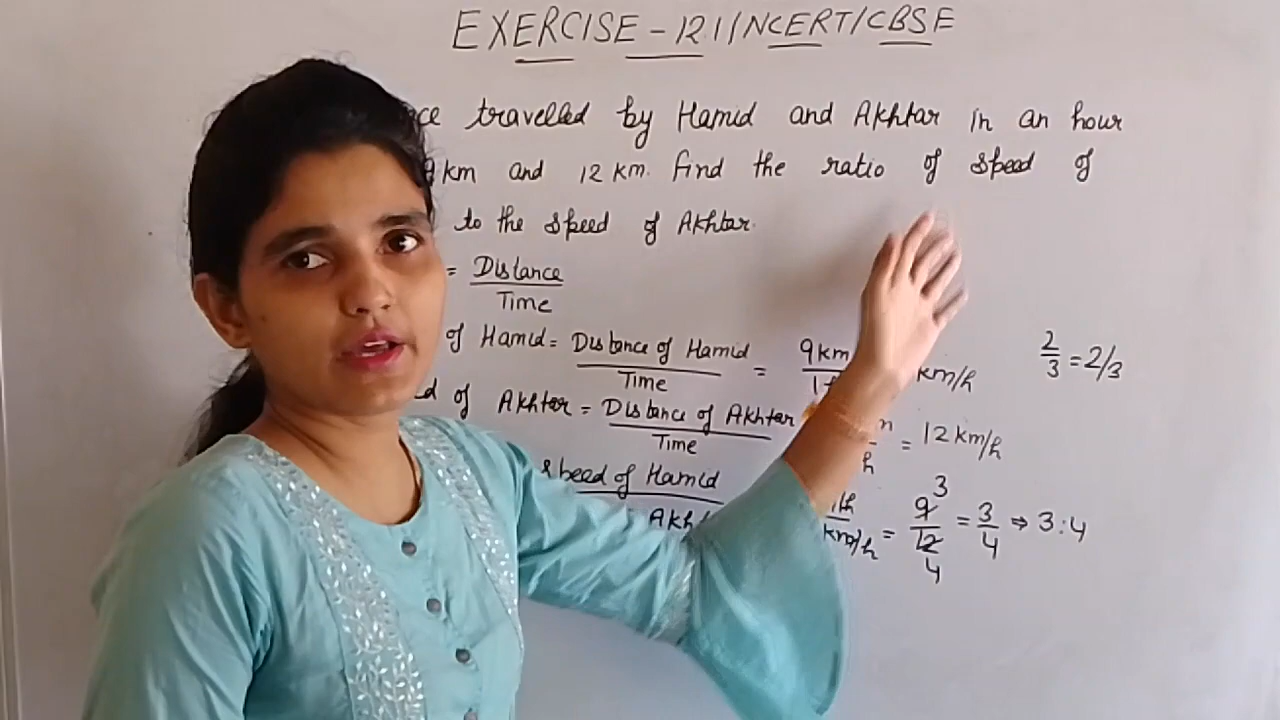 EXERCISE - 12.1/NCERT/CBSE
travelled by Hamid and Akhtar in an hour
9km and 12 km. find the ratio of speed of
to the speed of Akhtar.
= Distance / Time
of Hamid = Distance of Hamid / Time = 9km km/h
2/3 = 2/3
of Akhtar = Distance of Akhtar / Time = 12 km/h
speed of Hamid km/h = 9/12 3 4 = 3/4 ⇒ 3:4